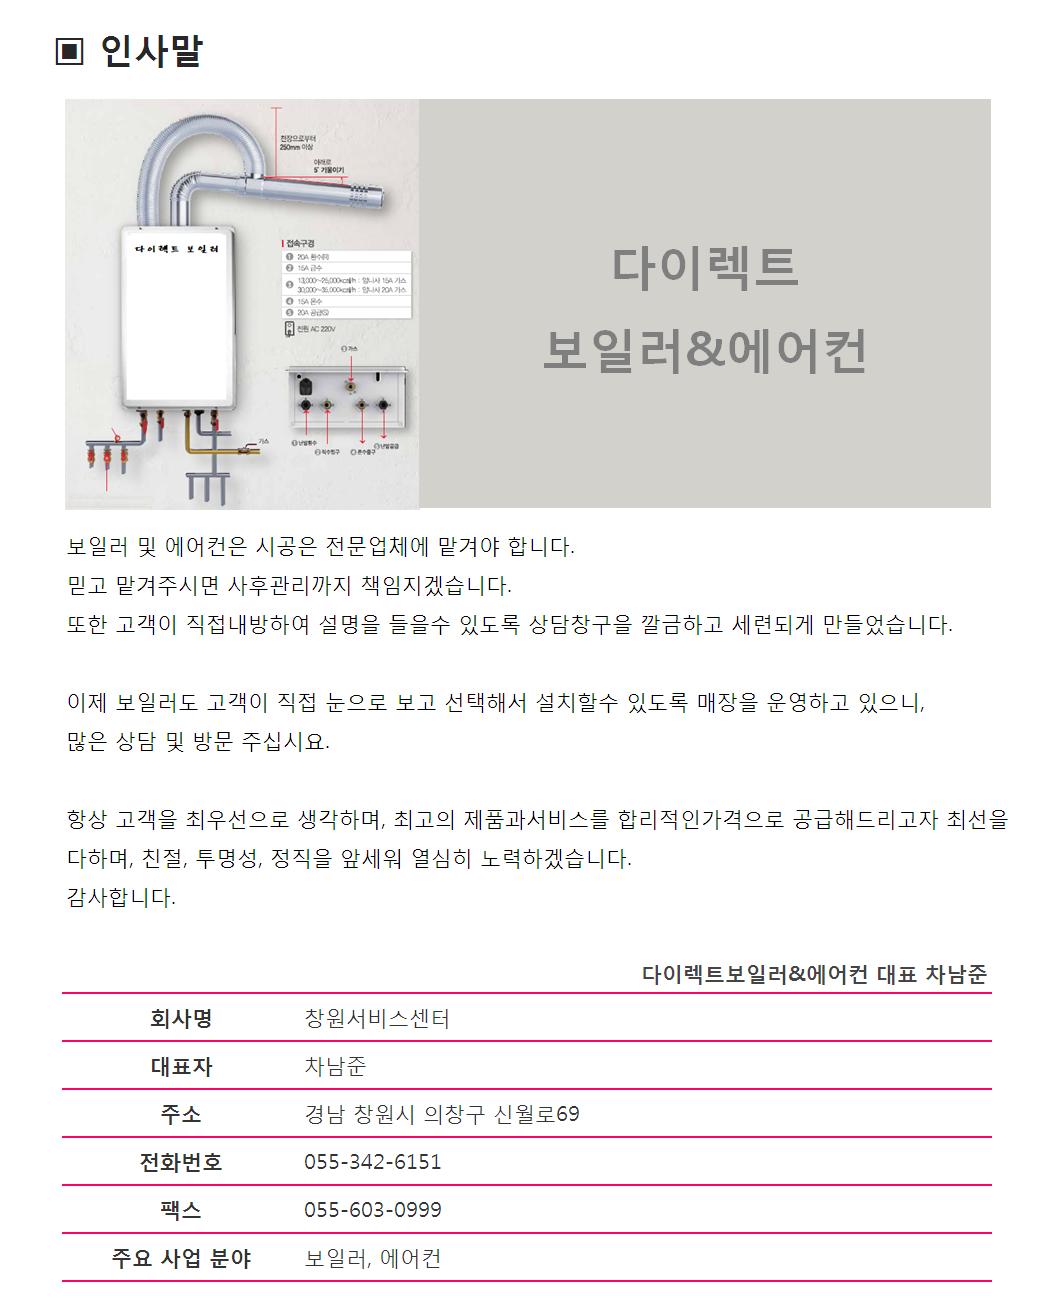 ▣ 인사말
천장으로부터
250mm 이상
아래로
5˚ 기울이기
다이렉트 보일러
접속구경
1 20A 환수(R)
2 15A 급수
3 13,000~25,000kcal/h : 암나사 15A 가스
30,000~35,000kcal/h : 암나사 20A 가스
4 15A 온수
5 20A 공급(S)
전원 AC 220V
3 가스
가스
1 난방환수
2 직수입구
4 온수출구
5 난방공급
다이렉트
보일러&에어컨
보일러 및 에어컨은 시공은 전문업체에 맡겨야 합니다.
믿고 맡겨주시면 사후관리까지 책임지겠습니다.
또한 고객이 직접내방하여 설명을 들을수 있도록 상담창구을 깔금하고 세련되게 만들었습니다.
이제 보일러도 고객이 직접 눈으로 보고 선택해서 설치할수 있도록 매장을 운영하고 있으니,
많은 상담 및 방문 주십시요.
항상 고객을 최우선으로 생각하며, 최고의 제품과서비스를 합리적인가격으로 공급해드리고자 최선을
다하며, 친절, 투명성, 정직을 앞세워 열심히 노력하겠습니다.
감사합니다.
다이렉트보일러&에어컨 대표 차남준
회사명 창원서비스센터
대표자 차남준
주소 경남 창원시 의창구 신월로69
전화번호 055-342-6151
팩스 055-603-0999
주요 사업 분야 보일러, 에어컨